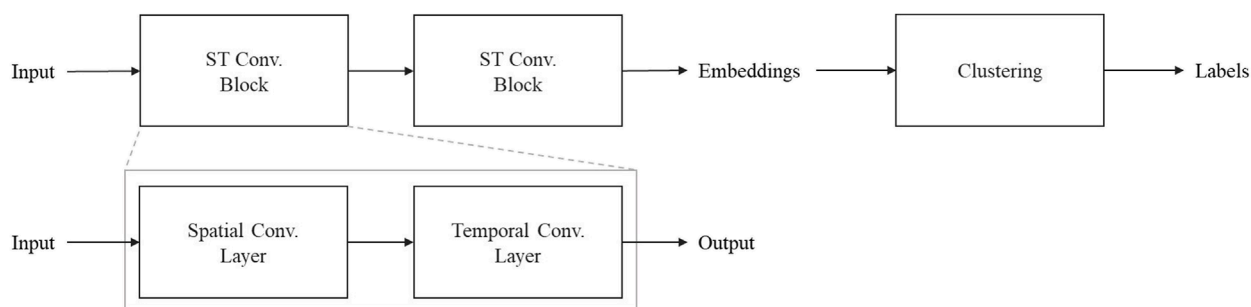 Input
ST Conv.
Block
ST Conv.
Block
Embeddings
Clustering
Labels
Input
Spatial Conv.
Layer
Temporal Conv.
Layer
Output